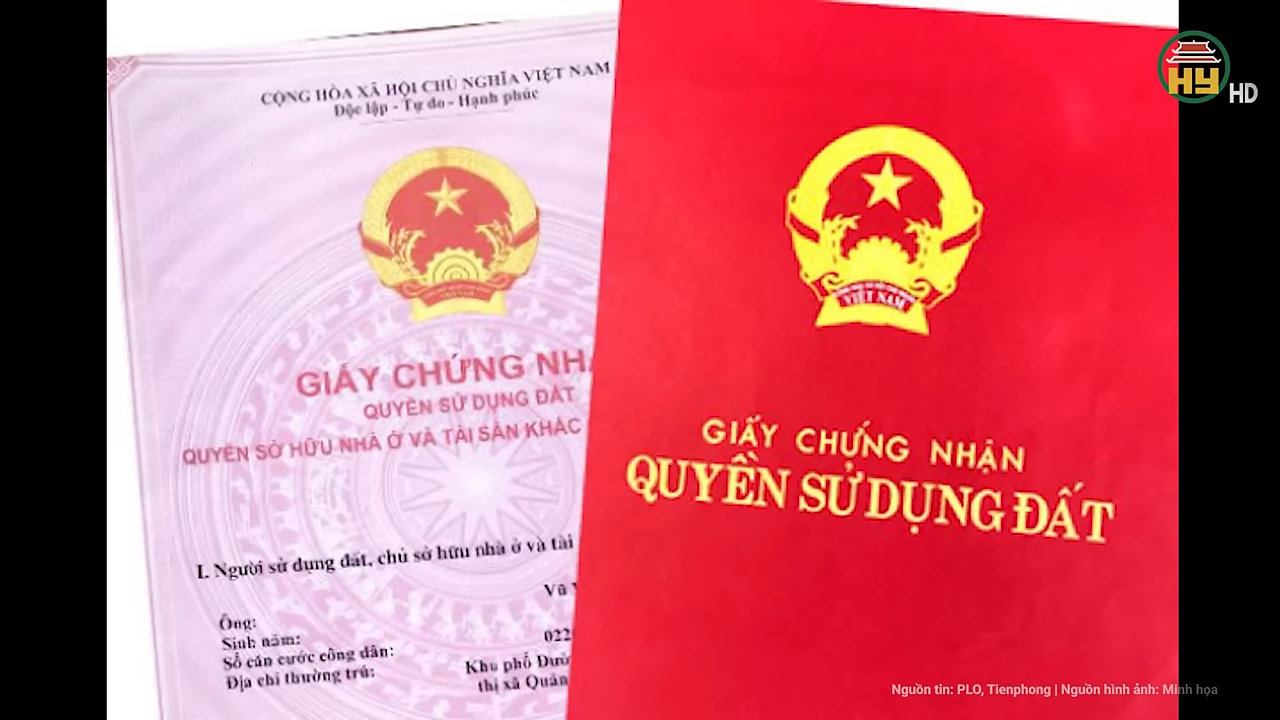 CỘNG HÒA XÃ HỘI CHỦ NGHĨA VIỆT NAM
Độc lập - Tự do - Hạnh phúc
GIẤY CHỨNG NHẬ
QUYỀN SỬ DỤNG ĐẤT
QUYỀN SỞ HỮU NHÀ Ở VÀ TÀI SẢN KHÁC
I. Người sử dụng đất, chủ sở hữu nhà ở và tài
Vũ
Ông:
Sinh năm:
022
Số căn cước công dân:
Địa chỉ thường trú:
Khu phố
thị xã Quản
VIỆT NAM
GIẤY CHỨNG NHẬN
QUYỀN SỬ DỤNG ĐẤT
HY HD
Nguồn tin: PLO, Tienphong | Nguồn hình ảnh: Minh họa